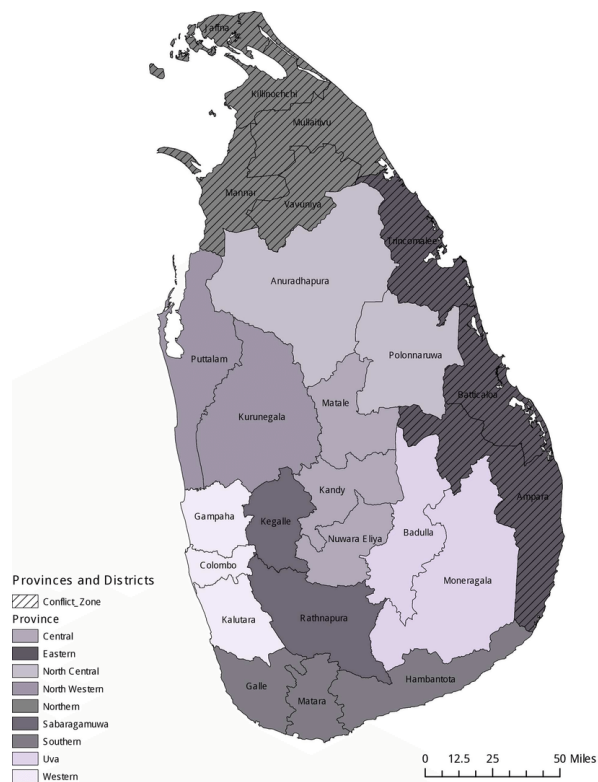 Jaffna
Killinochchi
Mullaitivu
Mannar
Vavuniya
Trincomalee
Anuradhapura
Puttalam
Polonnaruwa
Batticaloa
Matale
Kurunegala
Kandy
Ampara
Gampaha
Kegalle
Badulla
Nuwara Eliya
Colombo
Moneragala
Kalutara
Rathnapura
Hambantota
Galle
Matara
Provinces and Districts
Conflict_Zone
Province
Central
Eastern
North Central
North Western
Northern
Sabaragamuwa
Southern
Uva
Western
0 12.5 25 50 Miles